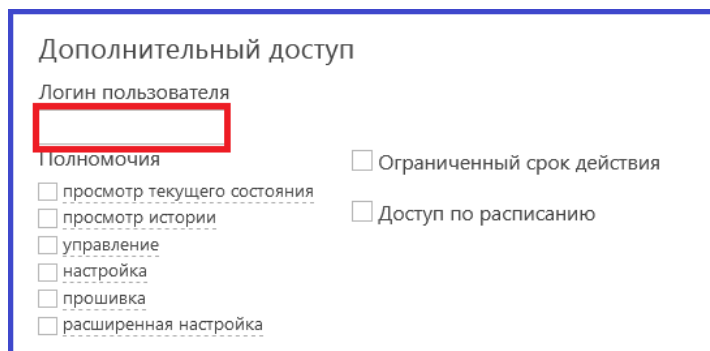 Дополнительный доступ
Логин пользователя
Полномочия
просмотр текущего состояния
просмотр истории
управление
настройка
прошивка
расширенная настройка
Ограниченный срок действия
Доступ по расписанию